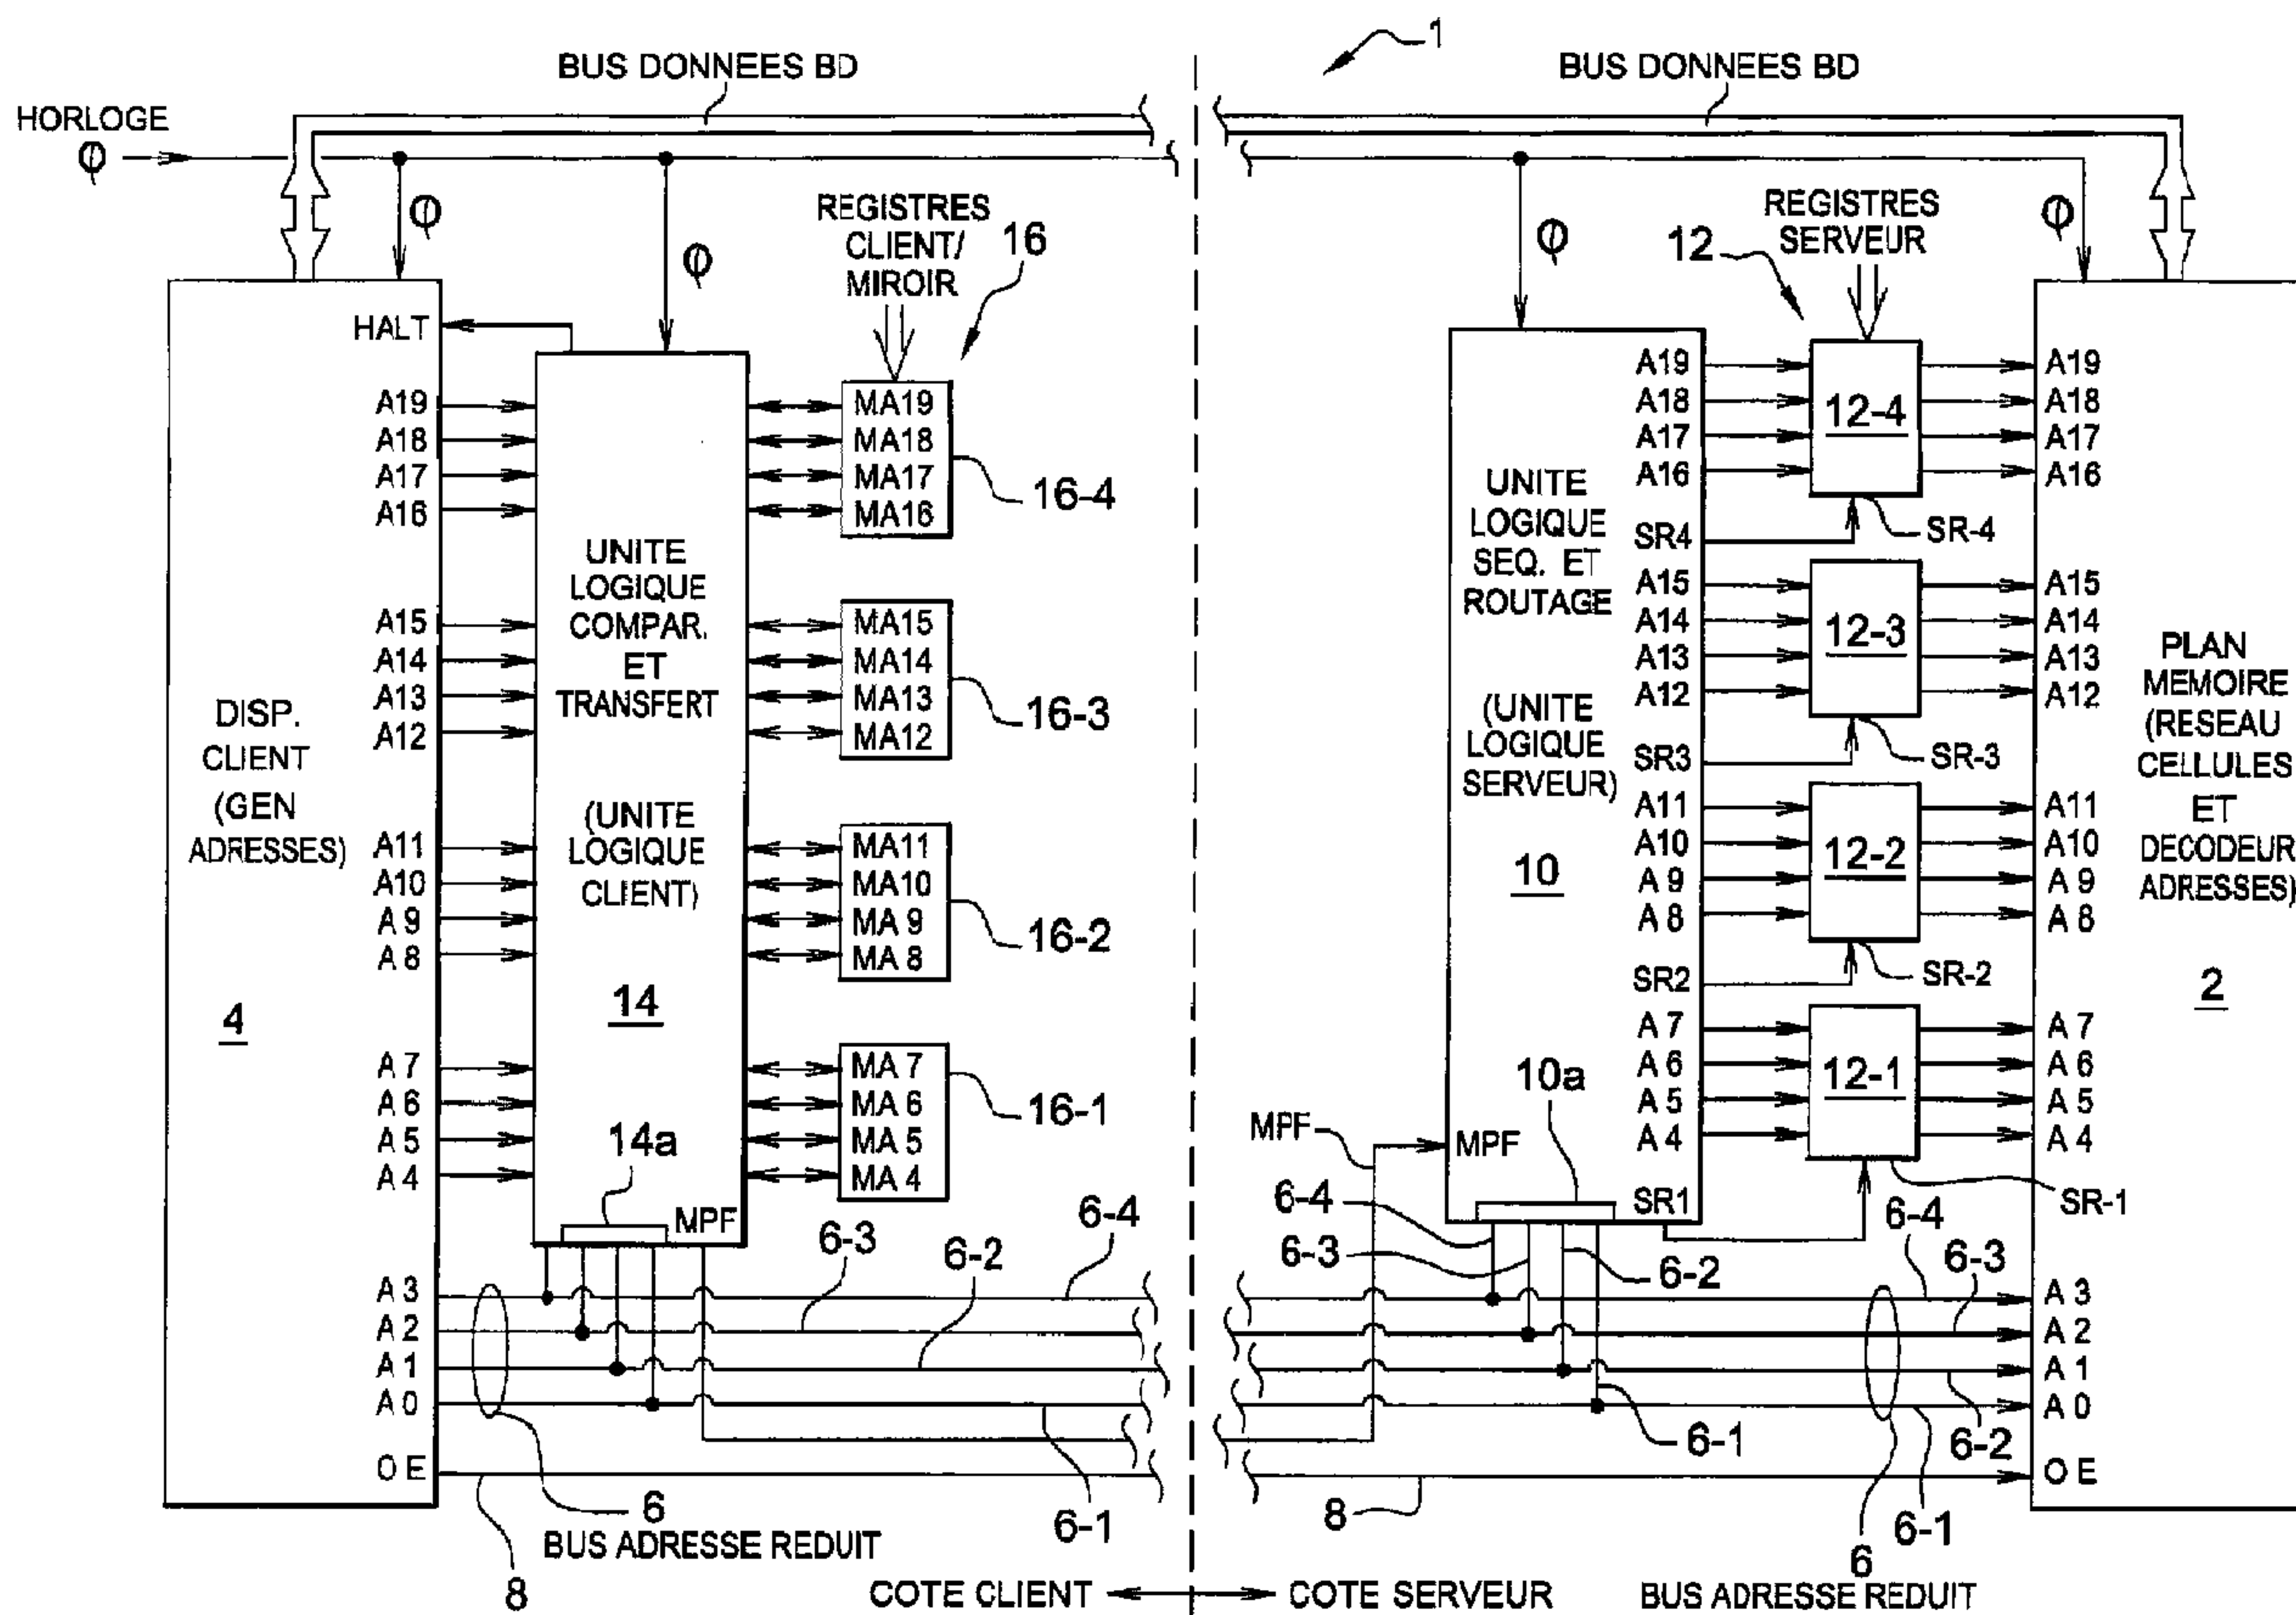 1
BUS DONNEES BD
BUS DONNEES BD
HORLOGE
φ
φ
φ
φ
φ
REGISTRES
CLIENT/
MIROIR
16
REGISTRES
SERVEUR
12
HALT
A19
A18
A17
A16
A15
A14
A13
A12
A11
A10
A 9
A 8
A 7
A 6
A 5
A 4
A 3
A 2
A 1
A 0
O E
DISP.
CLIENT
(GEN
ADRESSES)
4
UNITE
LOGIQUE
COMPAR.
ET
TRANSFERT
(UNITE
LOGIQUE
CLIENT)
14
14a
MPF
MA19
MA18
MA17
MA16
16-4
MA15
MA14
MA13
MA12
16-3
MA11
MA10
MA 9
MA 8
16-2
MA 7
MA 6
MA 5
MA 4
16-1
6-4
6-3
6-2
6-1
6
BUS ADRESSE REDUIT
8
COTE CLIENT
COTE SERVEUR
UNITE
LOGIQUE
SEQ. ET
ROUTAGE
(UNITE
LOGIQUE
SERVEUR)
10
10a
MPF
MPF
A19
A18
A17
A16
SR4
A15
A14
A13
A12
SR3
A11
A10
A 9
A 8
SR2
A 7
A 6
A 5
A 4
SR1
12-4
SR-4
12-3
SR-3
12-2
SR-2
12-1
SR-1
A19
A18
A17
A16
A15
A14
A13
A12
A11
A10
A 9
A 8
A 7
A 6
A 5
A 4
A 3
A 2
A 1
A 0
O E
PLAN
MEMOIRE
(RESEAU
CELLULES
ET
DECODEUR
ADRESSES)
2
6-4
6-3
6-2
6-1
6-4
6-3
6-2
6-1
6
8
BUS ADRESSE REDUIT